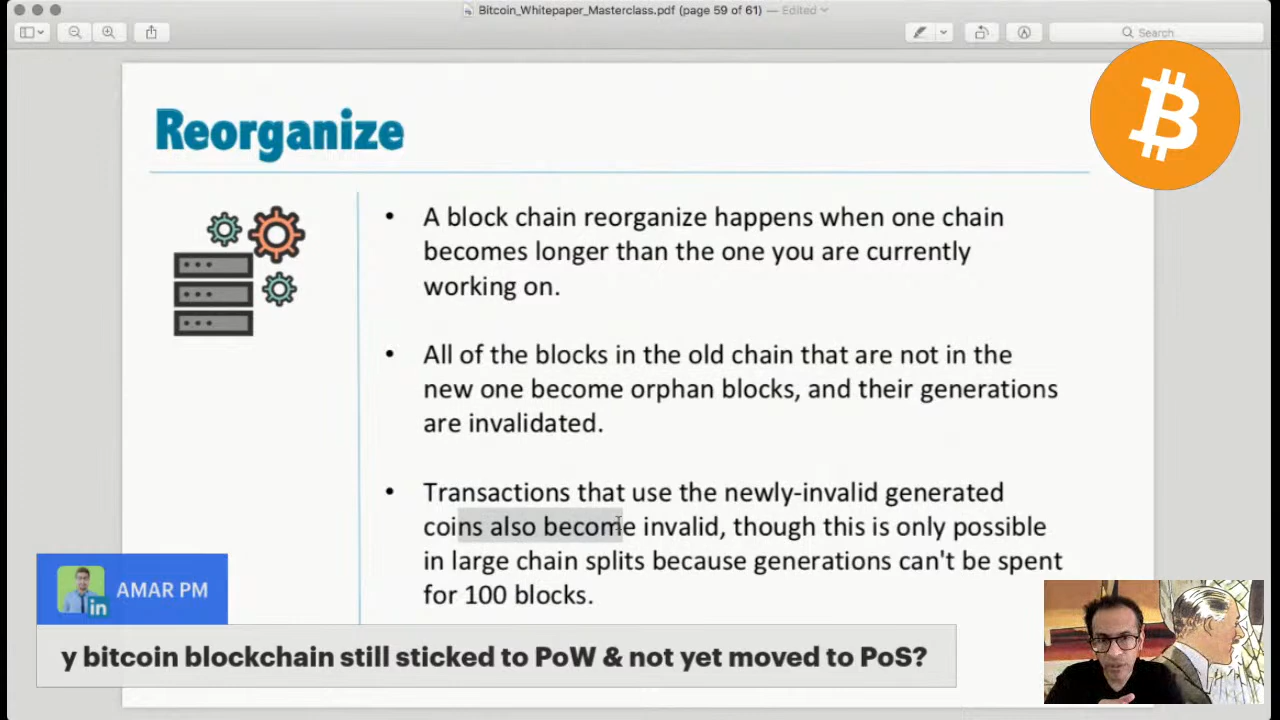 Bitcoin_Whitepaper_Masterclass.pdf (page 59 of 61) — Edited
Search
Reorganize
• A block chain reorganize happens when one chain
becomes longer than the one you are currently
working on.
• All of the blocks in the old chain that are not in the
new one become orphan blocks, and their generations
are invalidated.
• Transactions that use the newly-invalid generated
coins also become invalid, though this is only possible
in large chain splits because generations can't be spent
for 100 blocks.
in
AMAR PM
y bitcoin blockchain still sticked to PoW & not yet moved to PoS?